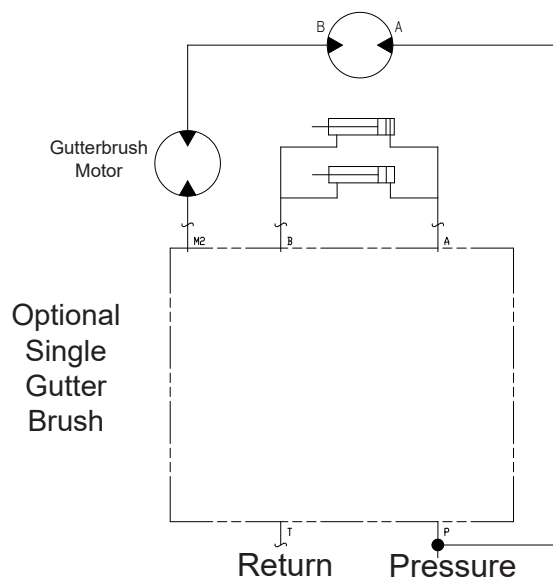 B A
Gutterbrush
Motor
M2 B A
Optional
Single
Gutter
Brush
T P
Return Pressure